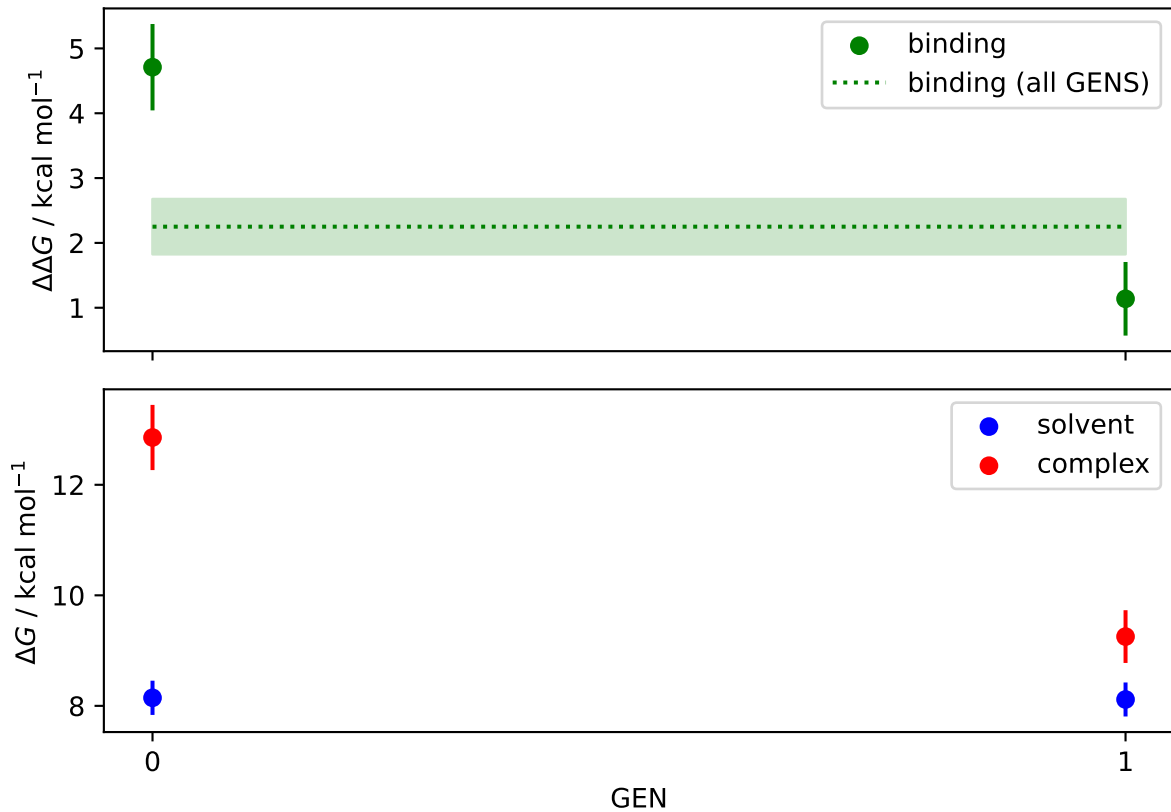 5
4
3
2
1
ΔΔG / kcal mol⁻¹
binding
binding (all GENS)
12
10
8
ΔG / kcal mol⁻¹
solvent
complex
0
1
GEN